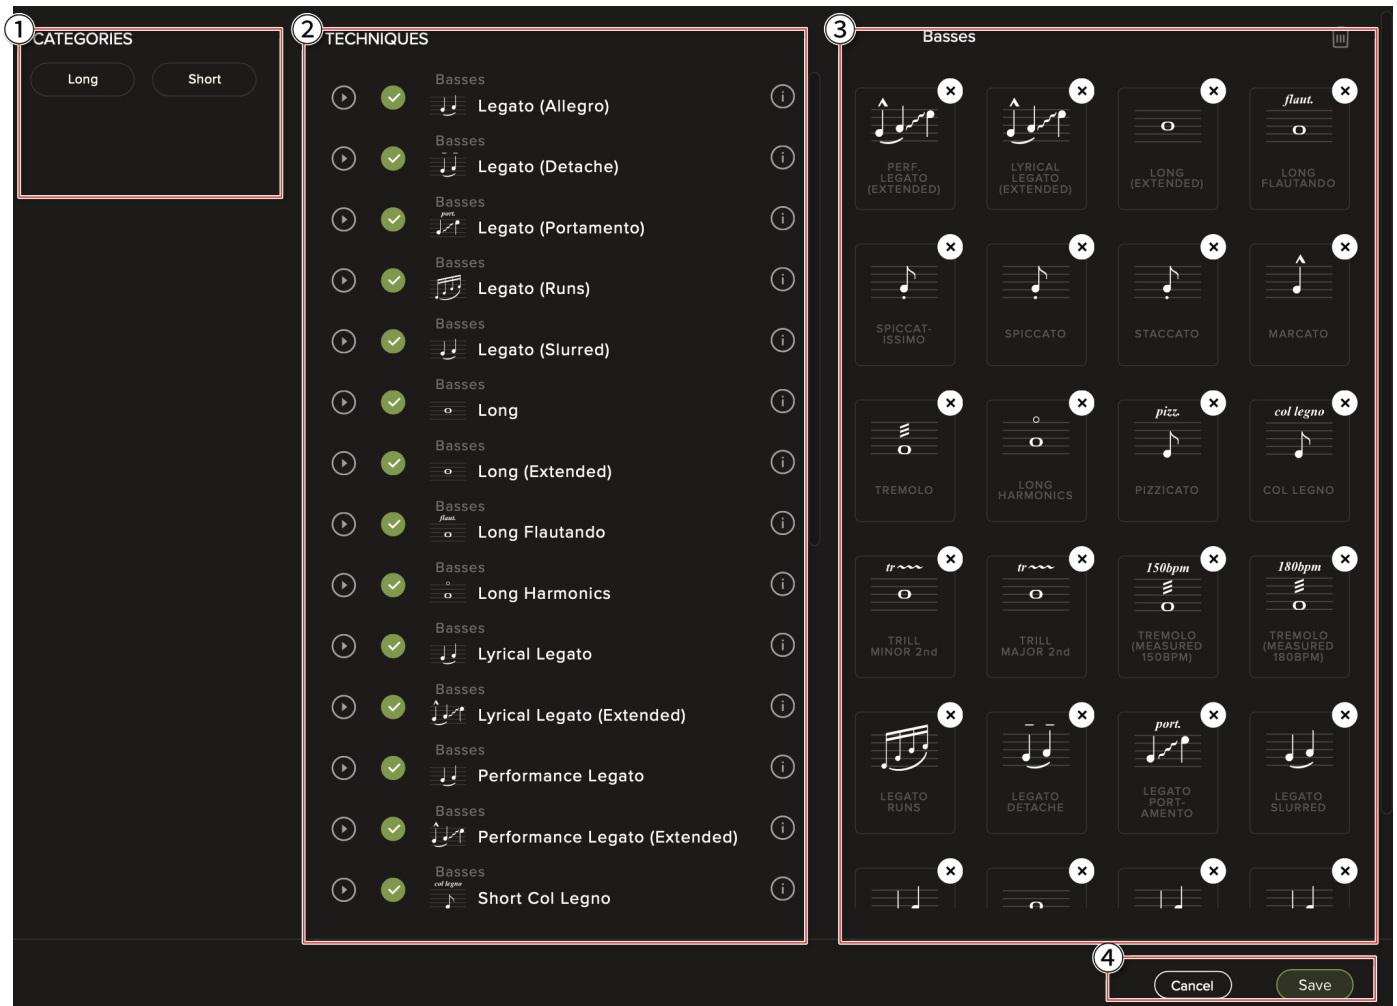 1
CATEGORIES
Long
Short
2
TECHNIQUES
Basses
Legato (Allegro)
Basses
Legato (Detache)
Basses
port.
Legato (Portamento)
Basses
Legato (Runs)
Basses
Legato (Slurred)
Basses
Long
Basses
Long (Extended)
Basses
flaut.
Long Flautando
Basses
Long Harmonics
Basses
Lyrical Legato
Basses
Lyrical Legato (Extended)
Basses
Performance Legato
Basses
Performance Legato (Extended)
Basses
col legno
Short Col Legno
3
Basses
PERF.
LEGATO
(EXTENDED)
LYRICAL
LEGATO
(EXTENDED)
LONG
(EXTENDED)
flaut.
LONG
FLAUTANDO
SPICCAT-
ISSIMO
SPICCATO
STACCATO
MARCATO
TREMOLO
LONG
HARMONICS
pizz.
PIZZICATO
col legno
COL LEGNO
tr
TRILL
MINOR 2nd
tr
TRILL
MAJOR 2nd
150bpm
TREMOLO
(MEASURED
150BPM)
180bpm
TREMOLO
(MEASURED
180BPM)
LEGATO
RUNS
LEGATO
DETACHE
port.
LEGATO
PORT-
AMENTO
LEGATO
SLURRED
4
Cancel
Save